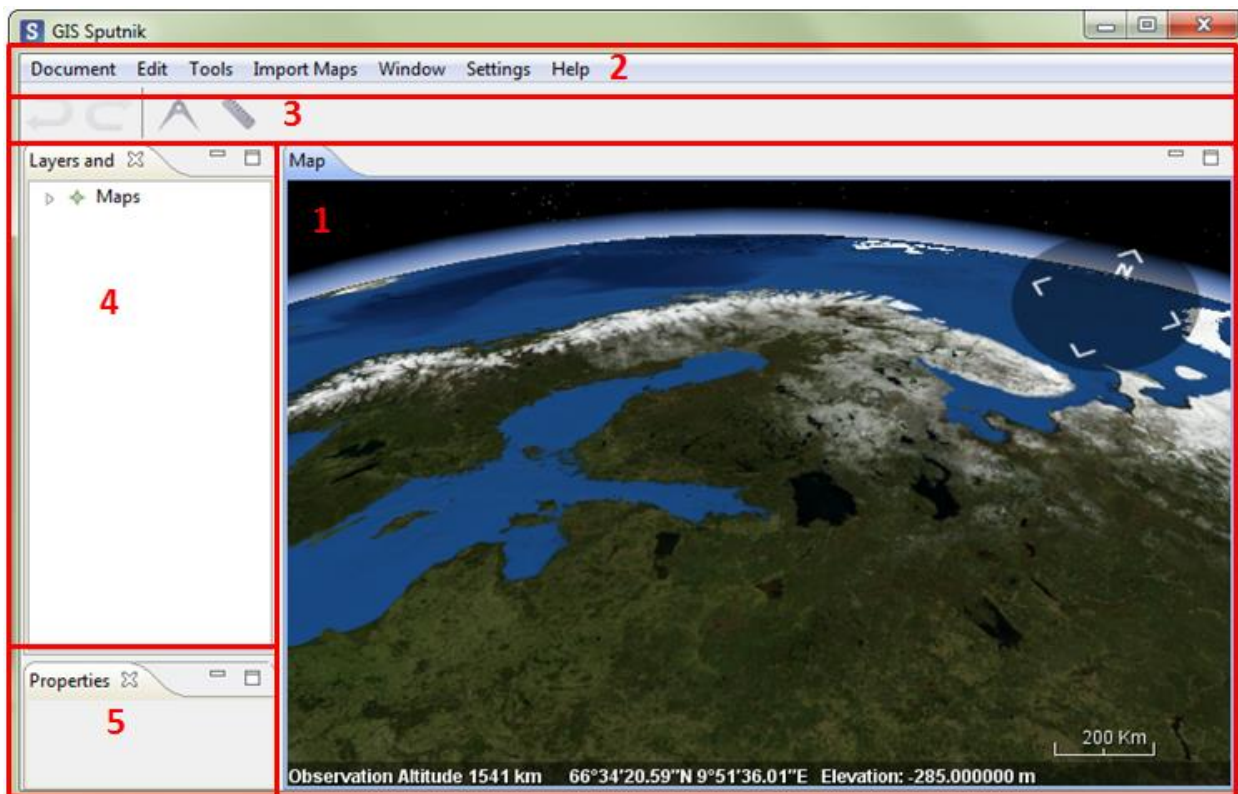 S GIS Sputnik
Document Edit Tools Import Maps Window Settings Help 2
3
Layers and
Maps
4
Map
1
N
200 Km
Observation Altitude 1541 km 66°34'20.59"N 9°51'36.01"E Elevation: -285.000000 m
Properties
5